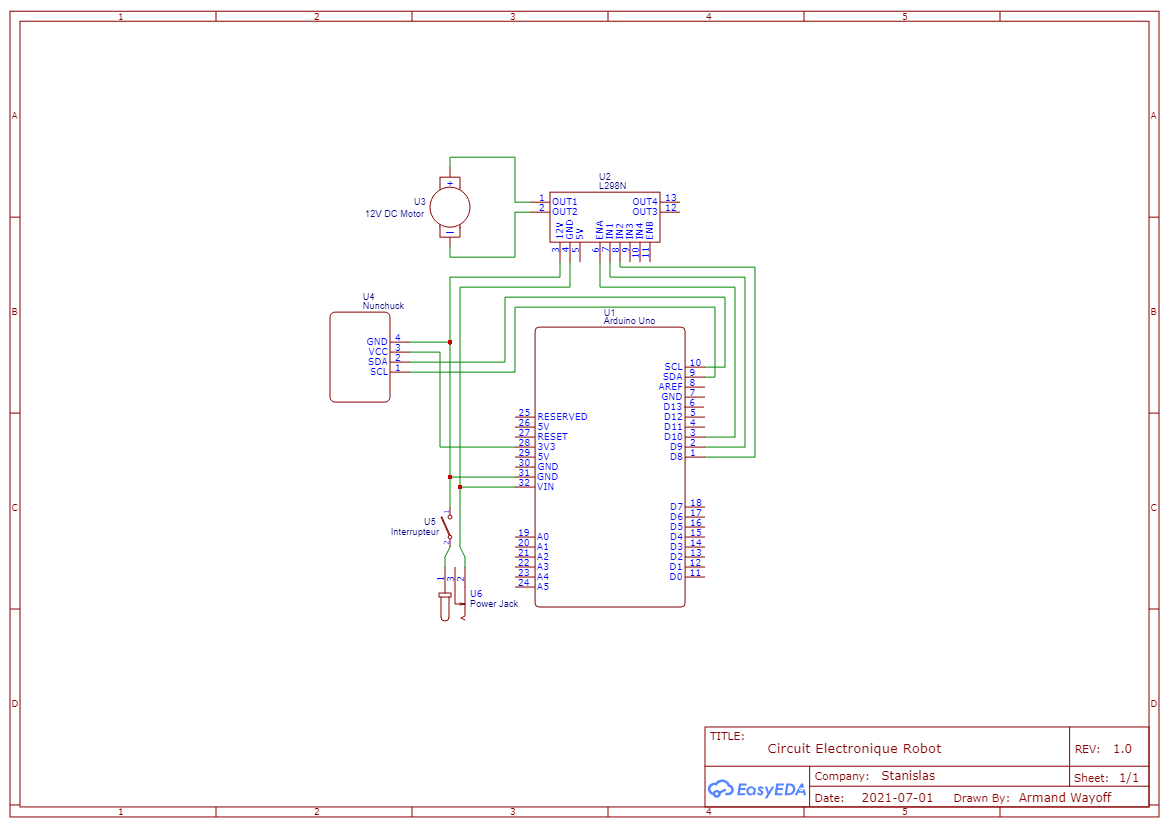 1 2 3 4 5
A A
B B
C C
D D
1 2 3 4 5
U3
12V DC Motor
+
−
U2
L298N
1 OUT1
2 OUT2
OUT4 13
OUT3 12
12V GND 5V ENA IN1 IN2 IN3 IN4 ENB
3 4 5 6 7 8 9 10 11
U4
Nunchuck
GND 4
VCC 3
SDA 2
SCL 1
U1
Arduino Uno
SCL 10
SDA 9
AREF 8
GND 7
D13 6
D12 5
D11 4
D10 3
D9 2
D8 1
25 RESERVED
26 5V
27 RESET
28 3V3
29 5V
30 GND
31 GND
32 VIN
D7 18
D6 17
D5 16
D4 15
D3 14
D2 13
D1 12
D0 11
19 A0
20 A1
21 A2
22 A3
23 A4
24 A5
U5
Interrupteur
1
2
1 3 2
U6
Power Jack
TITLE:
Circuit Electronique Robot
REV: 1.0
EasyEDA
Company: Stanislas
Sheet: 1/1
Date: 2021-07-01 Drawn By: Armand Wayoff